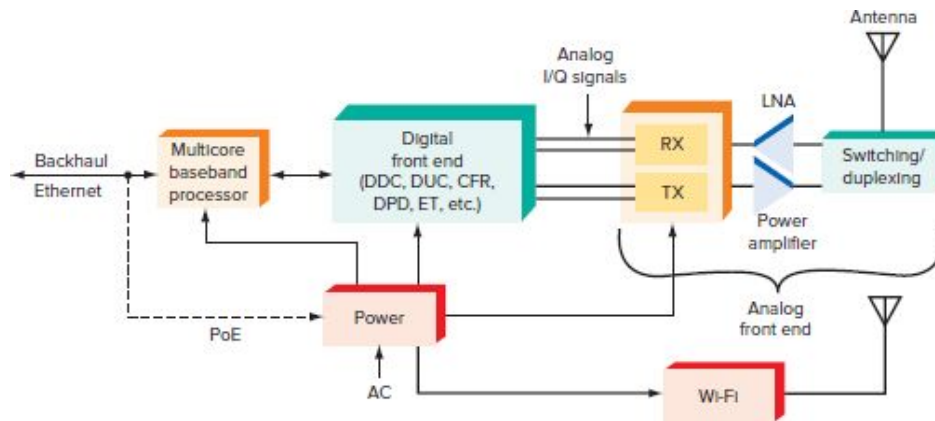 Antenna
Analog
I/Q signals
LNA
Multicore
baseband
processor
Digital
front end
(DDC, DUC, CFR,
DPD, ET, etc.)
RX
TX
Switching/
duplexing
Backhaul
Ethernet
Power
amplifier
Analog
front end
Power
PoE
AC
Wi-Fi